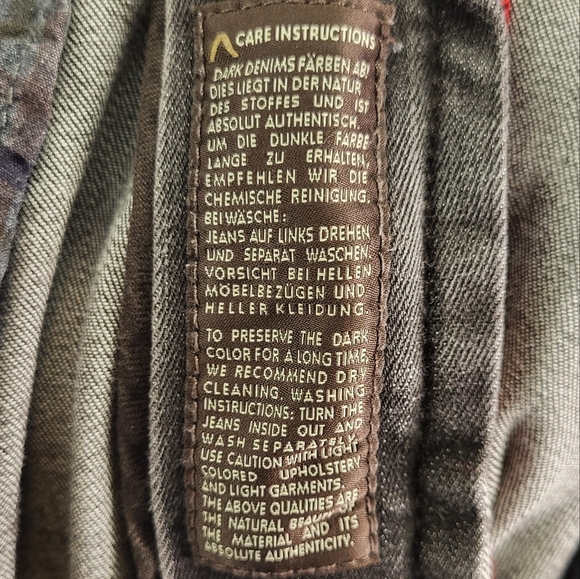 CARE INSTRUCTIONS
DARK DENIMS FÄRBEN AB!
DIES LIEGT IN DER NATUR
DES STOFFES UND IST
ABSOLUT AUTHENTISCH.
UM DIE DUNKLE FARBE
LANGE ZU ERHALTEN,
EMPFEHLEN WIR DIE
CHEMISCHE REINIGUNG.
BEI WÄSCHE:
JEANS AUF LINKS DREHEN
UND SEPARAT WASCHEN.
VORSICHT BEI HELLEN
MÖBELBEZÜGEN UND
HELLER KLEIDUNG.
TO PRESERVE THE DARK
COLOR FOR A LONG TIME,
WE RECOMMEND DRY
CLEANING. WASHING
INSTRUCTIONS: TURN THE
JEANS INSIDE OUT AND
WASH SEPARATELY.
USE CAUTION WITH LIGHT
COLORED UPHOLSTERY
AND LIGHT GARMENTS.
THE ABOVE QUALITIES ARE
THE NATURAL BEAUTY OF
THE MATERIAL AND ITS
ABSOLUTE AUTHENTICITY.